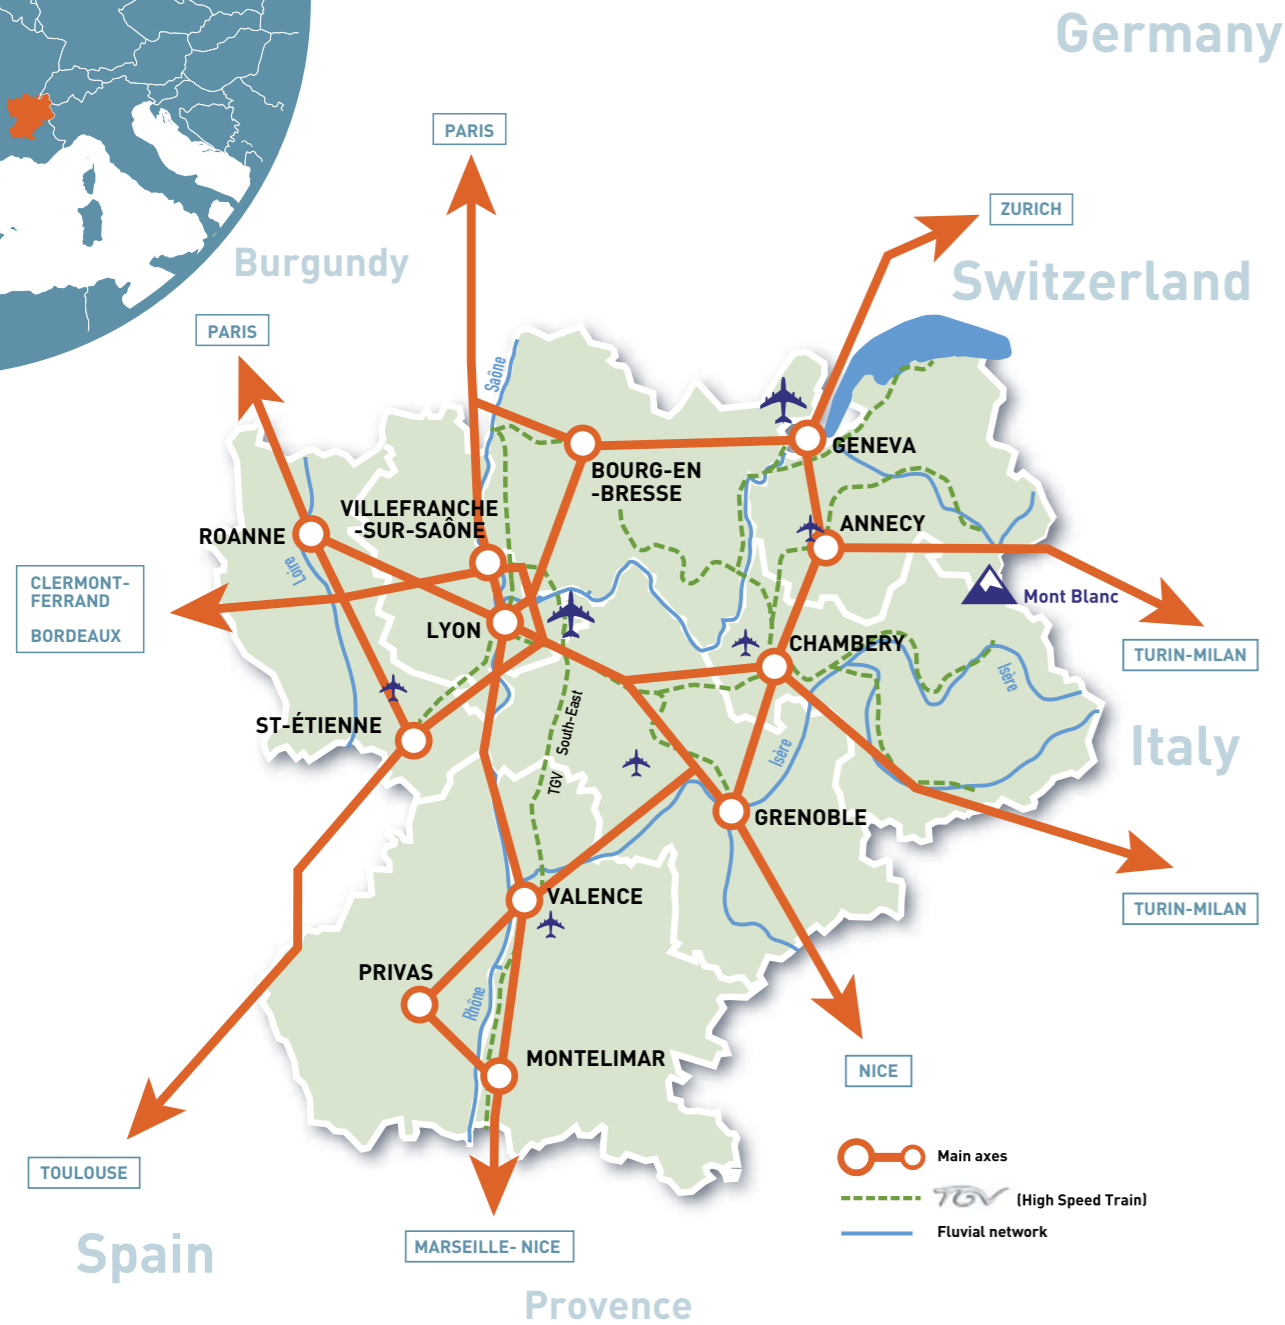 Germany
PARIS
ZURICH
Burgundy
Switzerland
PARIS
Saône
GENEVA
BOURG-EN
-BRESSE
VILLEFRANCHE
-SUR-SAÔNE
ROANNE
ANNECY
Loire
CLERMONT-
FERRAND
BORDEAUX
Mont Blanc
LYON
CHAMBERY
TURIN-MILAN
Isère
ST-ÉTIENNE
South-East
TGV
Isère
Italy
GRENOBLE
VALENCE
TURIN-MILAN
PRIVAS
Rhône
MONTELIMAR
NICE
Main axes
TOULOUSE
TGV (High Speed Train)
Fluvial network
Spain
MARSEILLE- NICE
Provence